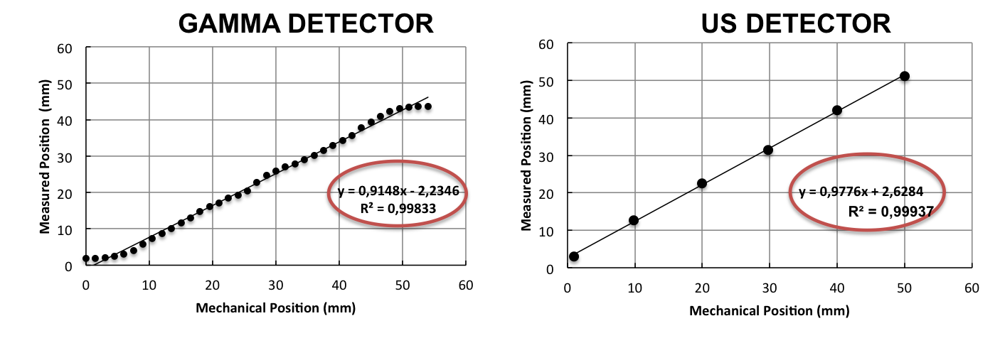 GAMMA DETECTOR
60
50
40
30
20
10
0
0 10 20 30 40 50 60
Measured Position (mm)
Mechanical Position (mm)
y = 0,9148x - 2,2346
R² = 0,99833
US DETECTOR
60
50
40
30
20
10
0
0 10 20 30 40 50 60
Measured Position (mm)
Mechanical Position (mm)
y = 0,9776x + 2,6284
R² = 0,99937